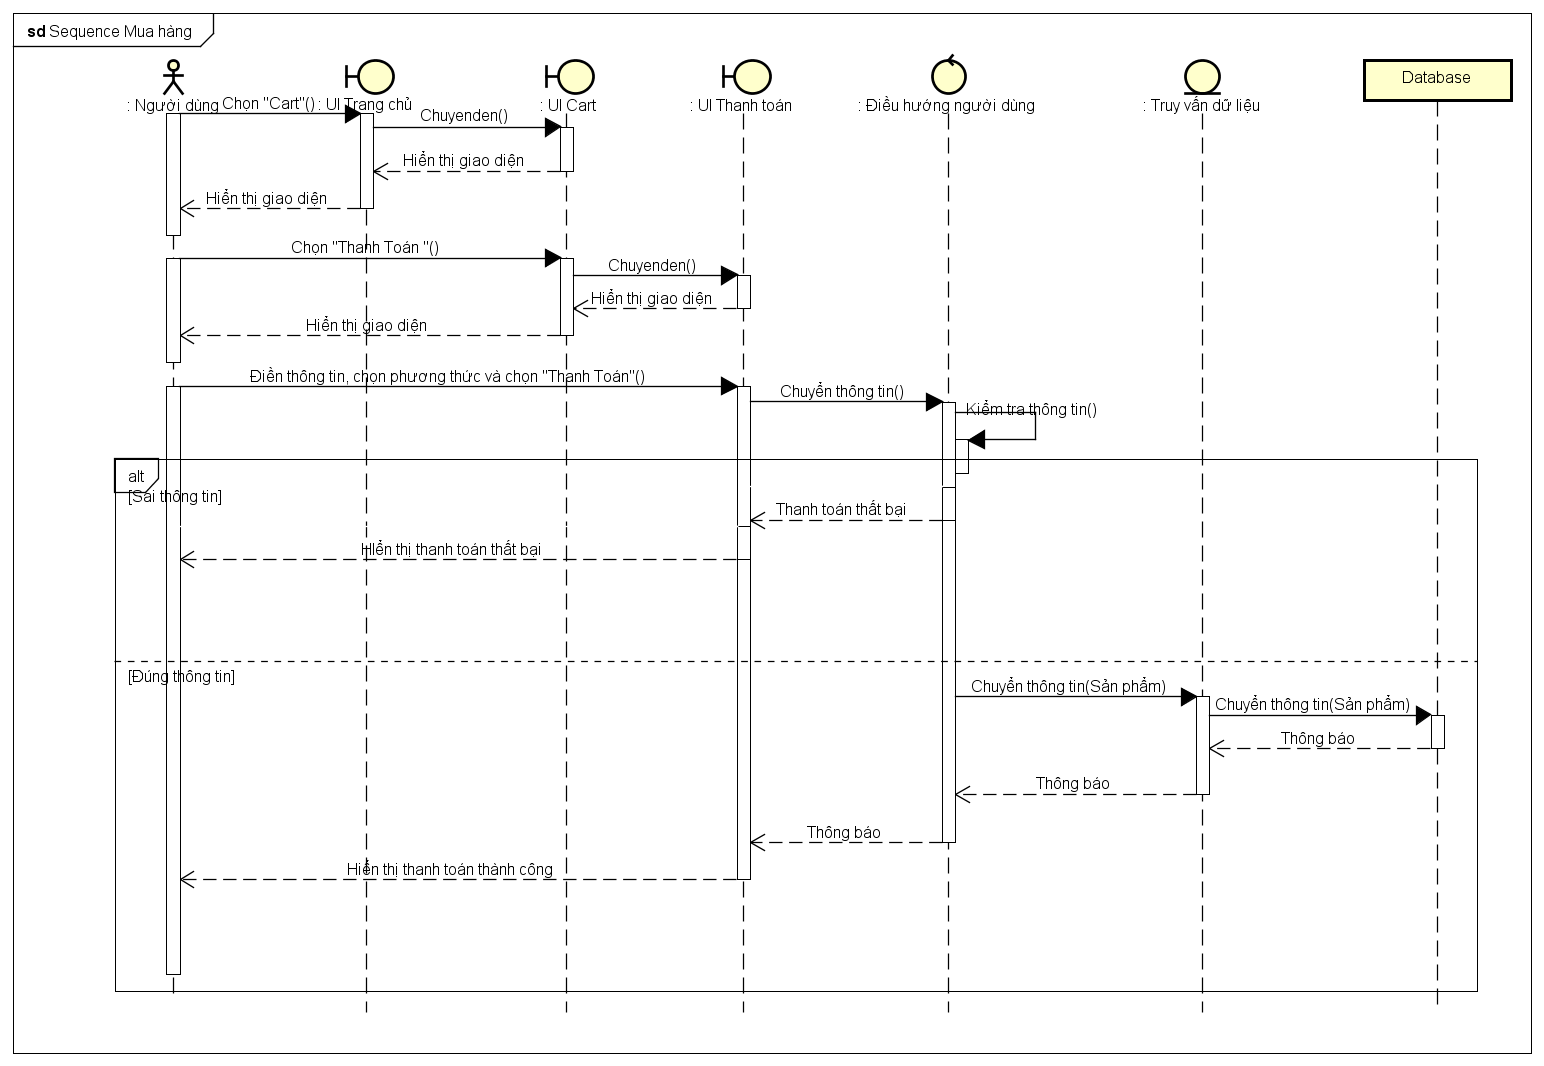 sd Sequence Mua hàng
: Người dùng
: UI Trang chủ
: UI Cart
: UI Thanh toán
: Điều hướng người dùng
: Truy vấn dữ liệu
Database
Chọn "Cart"()
Chuyenden()
Hiển thị giao diện
Hiển thị giao diện
Chọn "Thanh Toán "()
Chuyenden()
Hiển thị giao diện
Hiển thị giao diện
Điền thông tin, chọn phương thức và chọn "Thanh Toán"()
Chuyển thông tin()
Kiểm tra thông tin()
alt
[Sai thông tin]
Thanh toán thất bại
HIển thị thanh toán thất bại
[Đúng thông tin]
Chuyển thông tin(Sản phẩm)
Chuyển thông tin(Sản phẩm)
Thông báo
Thông báo
Thông báo
Hiển thị thanh toán thành công